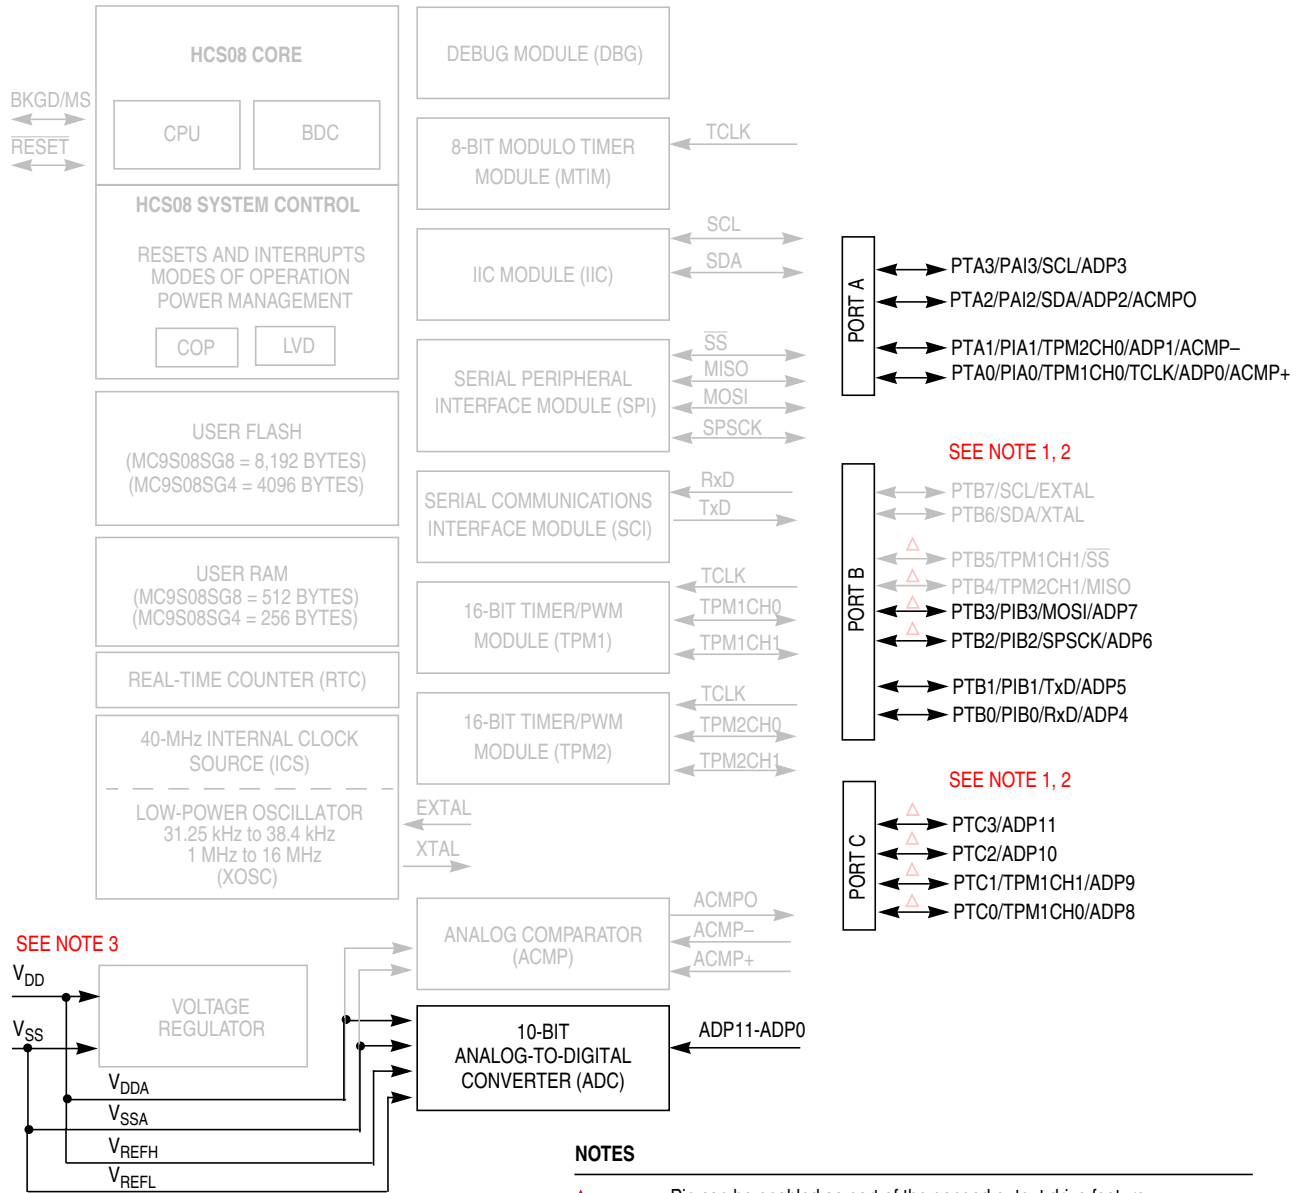 HCS08 CORE
CPU
BDC
BKGD/MS
RESET
HCS08 SYSTEM CONTROL
RESETS AND INTERRUPTS
MODES OF OPERATION
POWER MANAGEMENT
COP
LVD
USER FLASH
(MC9S08SG8 = 8,192 BYTES)
(MC9S08SG4 = 4096 BYTES)
USER RAM
(MC9S08SG8 = 512 BYTES)
(MC9S08SG4 = 256 BYTES)
REAL-TIME COUNTER (RTC)
40-MHz INTERNAL CLOCK
SOURCE (ICS)
LOW-POWER OSCILLATOR
31.25 kHz to 38.4 kHz
1 MHz to 16 MHz
(XOSC)
EXTAL
XTAL
SEE NOTE 3
VDD
VSS
VOLTAGE
REGULATOR
VDDA
VSSA
VREFH
VREFL
DEBUG MODULE (DBG)
8-BIT MODULO TIMER
MODULE (MTIM)
TCLK
IIC MODULE (IIC)
SCL
SDA
SERIAL PERIPHERAL
INTERFACE MODULE (SPI)
SS
MISO
MOSI
SPSCK
SERIAL COMMUNICATIONS
INTERFACE MODULE (SCI)
RxD
TxD
16-BIT TIMER/PWM
MODULE (TPM1)
TCLK
TPM1CH0
TPM1CH1
16-BIT TIMER/PWM
MODULE (TPM2)
TCLK
TPM2CH0
TPM2CH1
ANALOG COMPARATOR
(ACMP)
ACMPO
ACMP–
ACMP+
10-BIT
ANALOG-TO-DIGITAL
CONVERTER (ADC)
ADP11-ADP0
PORT A
PTA3/PAI3/SCL/ADP3
PTA2/PAI2/SDA/ADP2/ACMPO
PTA1/PIA1/TPM2CH0/ADP1/ACMP–
PTA0/PIA0/TPM1CH0/TCLK/ADP0/ACMP+
SEE NOTE 1, 2
PORT B
PTB7/SCL/EXTAL
PTB6/SDA/XTAL
PTB5/TPM1CH1/SS
PTB4/TPM2CH1/MISO
PTB3/PIB3/MOSI/ADP7
PTB2/PIB2/SPSCK/ADP6
PTB1/PIB1/TxD/ADP5
PTB0/PIB0/RxD/ADP4
SEE NOTE 1, 2
PORT C
PTC3/ADP11
PTC2/ADP10
PTC1/TPM1CH1/ADP9
PTC0/TPM1CH0/ADP8
NOTES